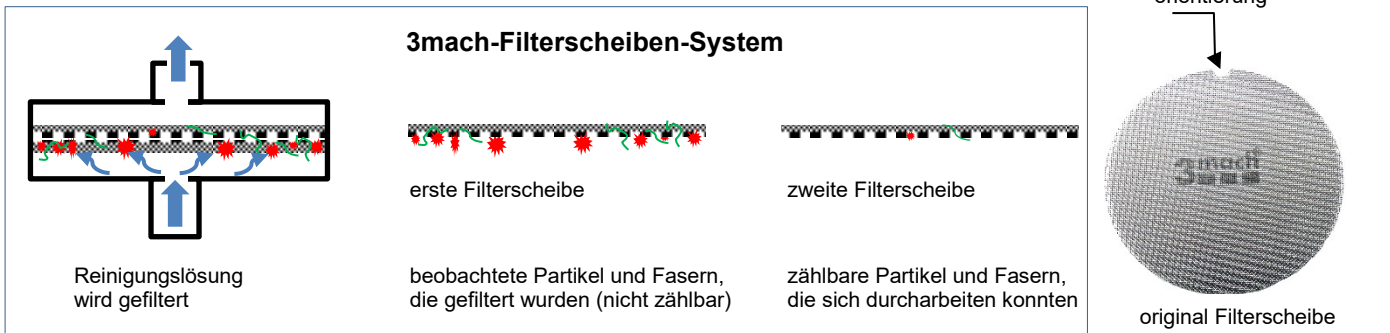 orientierung
3mach-Filterscheiben-System
erste Filterscheibe
zweite Filterscheibe
Reinigungslösung
wird gefiltert
beobachtete Partikel und Fasern,
die gefiltert wurden (nicht zählbar)
zählbare Partikel und Fasern,
die sich durcharbeiten konnten
3mach
original Filterscheibe